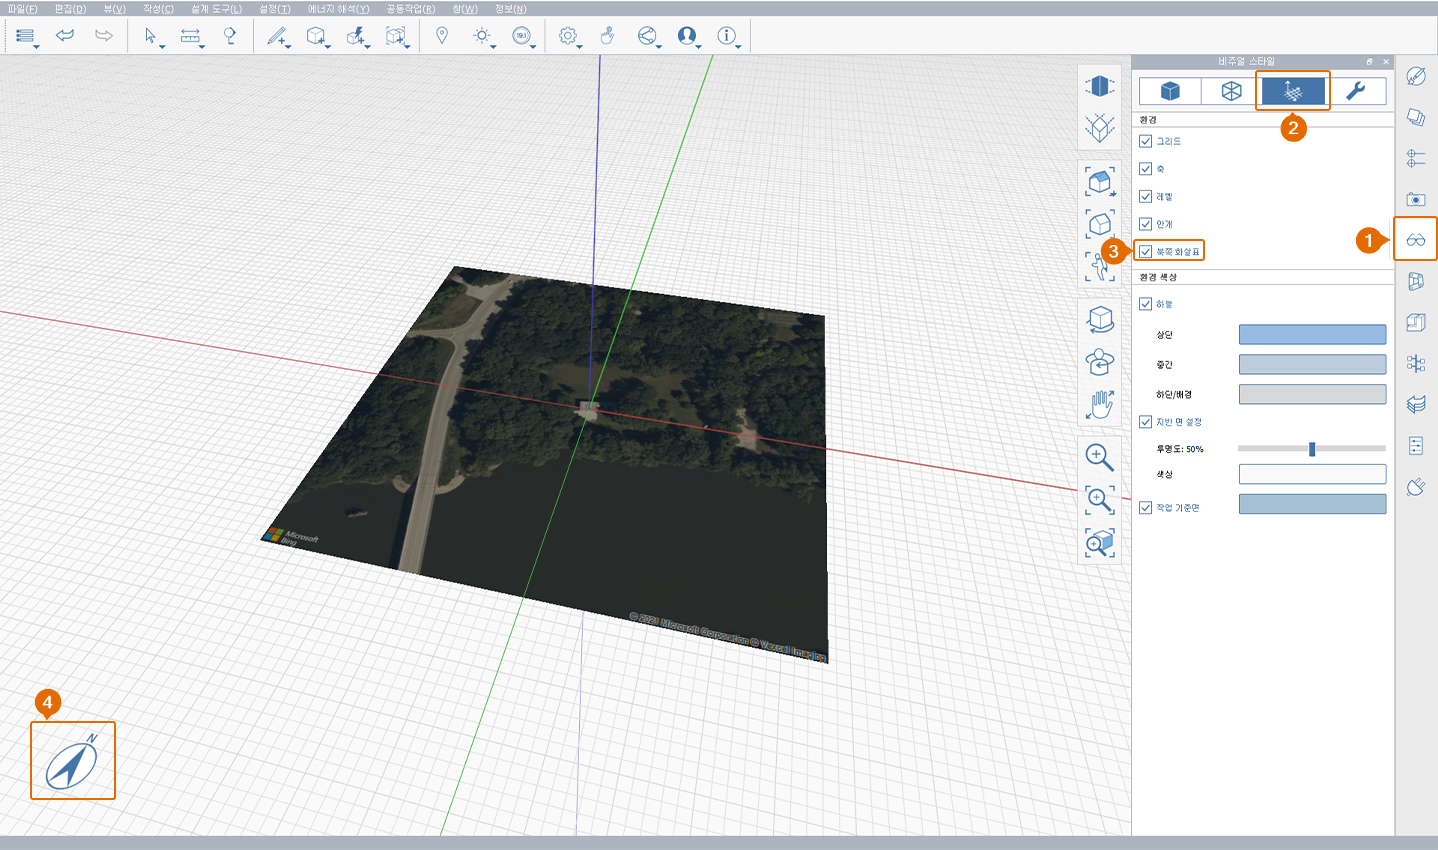 파일(F) 편집(D) 뷰(V) 작성(C) 설계 도구(L) 설정(T) 에너지 해석(Y) 공동작업(R) 창(W) 정보(N)
19.1
비주얼 스타일
1
2
환경
그리드
축
레벨
안개
3
북쪽 화살표
환경 색상
하늘
상단
중간
하단/배경
지반 면 설정
투명도: 50%
색상
작업 기준면
Microsoft
Bing
© 2021 Microsoft Corporation © Vexcel Imaging
4
N